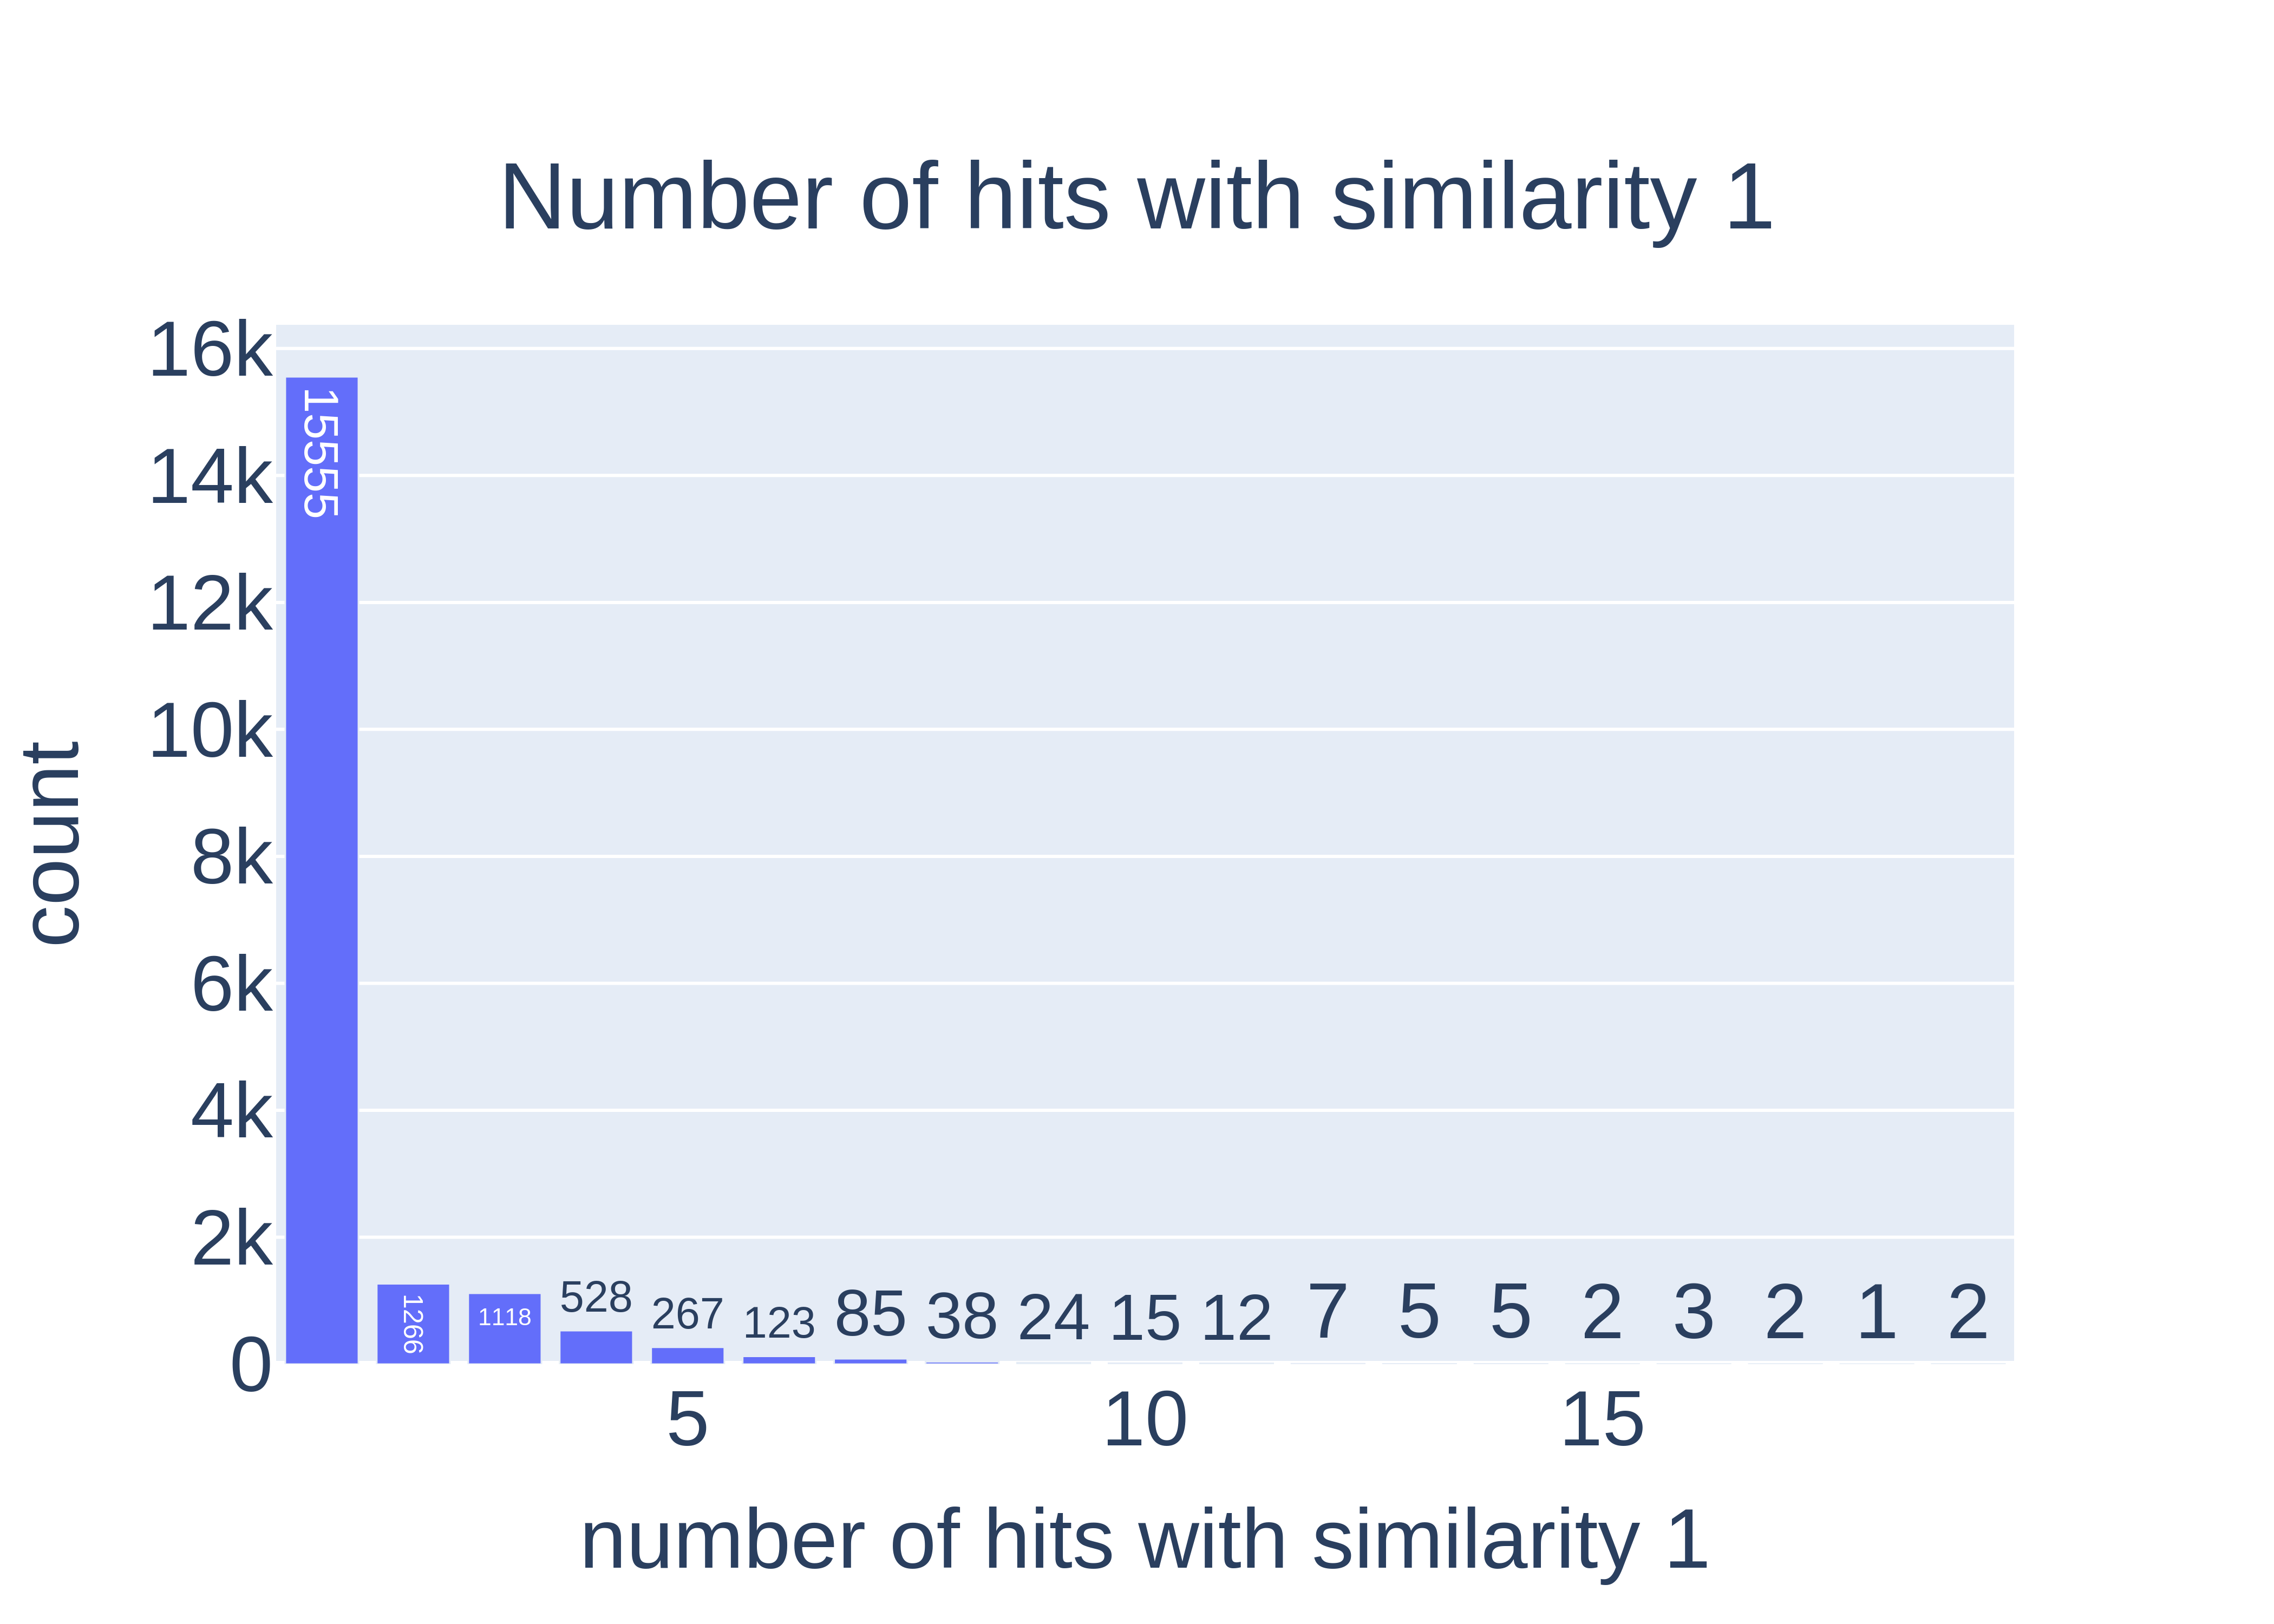 Number of hits with similarity 1
16k
14k
12k
10k
8k
6k
4k
2k
0
count
15555
1266
1118
528
267
123
85
38
24
15
12
7
5
5
2
3
2
1
2
5
10
15
number of hits with similarity 1